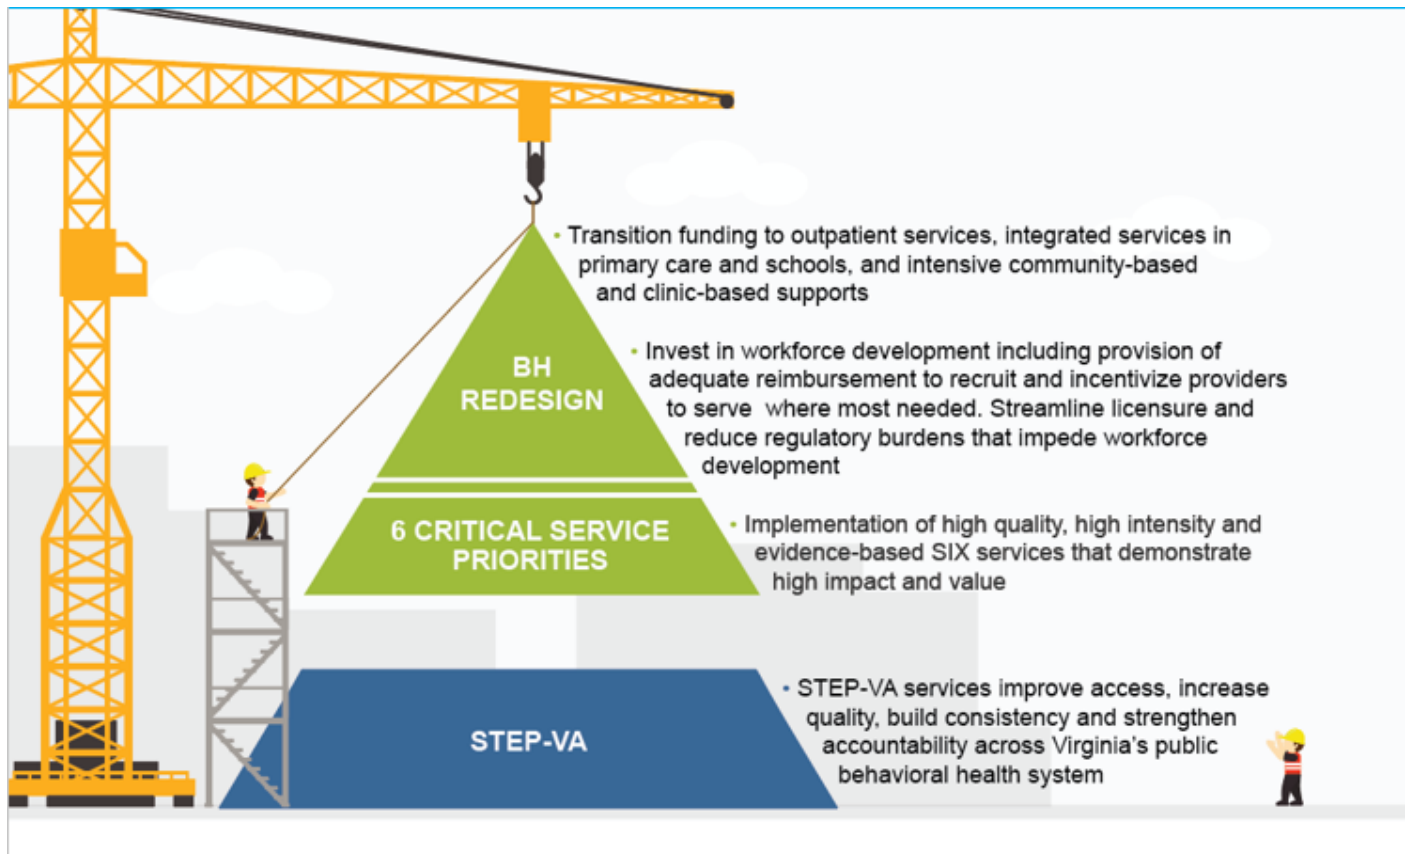 • Transition funding to outpatient services, integrated services in
primary care and schools, and intensive community-based
and clinic-based supports
BH
REDESIGN
• Invest in workforce development including provision of
adequate reimbursement to recruit and incentivize providers
to serve  where most needed. Streamline licensure and
reduce regulatory burdens that impede workforce
development
6 CRITICAL SERVICE
PRIORITIES
• Implementation of high quality, high intensity and
evidence-based SIX services that demonstrate
high impact and value
STEP-VA
• STEP-VA services improve access, increase
quality, build consistency and strengthen
accountability across Virginia's public
behavioral health system